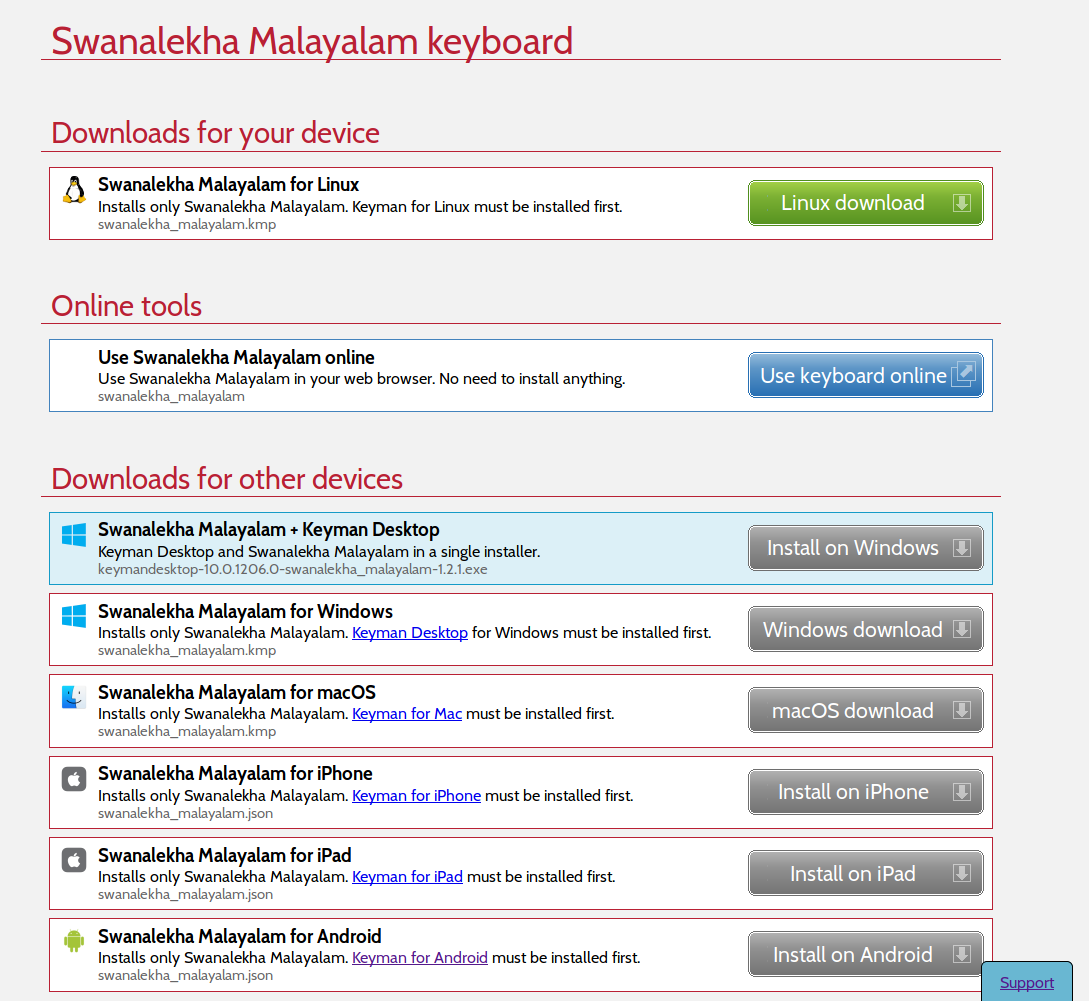 Swanalekha Malayalam keyboard
Downloads for your device
Swanalekha Malayalam for Linux
Installs only Swanalekha Malayalam. Keyman for Linux must be installed first.
swanalekha_malayalam.kmp
Linux download
Online tools
Use Swanalekha Malayalam online
Use Swanalekha Malayalam in your web browser. No need to install anything.
swanalekha_malayalam
Use keyboard online
Downloads for other devices
Swanalekha Malayalam + Keyman Desktop
Keyman Desktop and Swanalekha Malayalam in a single installer.
keymandesktop-10.0.1206.0-swanalekha_malayalam-1.2.1.exe
Install on Windows
Swanalekha Malayalam for Windows
Installs only Swanalekha Malayalam. Keyman Desktop for Windows must be installed first.
swanalekha_malayalam.kmp
Windows download
Swanalekha Malayalam for macOS
Installs only Swanalekha Malayalam. Keyman for Mac must be installed first.
swanalekha_malayalam.kmp
macOS download
Swanalekha Malayalam for iPhone
Installs only Swanalekha Malayalam. Keyman for iPhone must be installed first.
swanalekha_malayalam.json
Install on iPhone
Swanalekha Malayalam for iPad
Installs only Swanalekha Malayalam. Keyman for iPad must be installed first.
swanalekha_malayalam.json
Install on iPad
Swanalekha Malayalam for Android
Installs only Swanalekha Malayalam. Keyman for Android must be installed first.
swanalekha_malayalam.json
Install on Android
Support